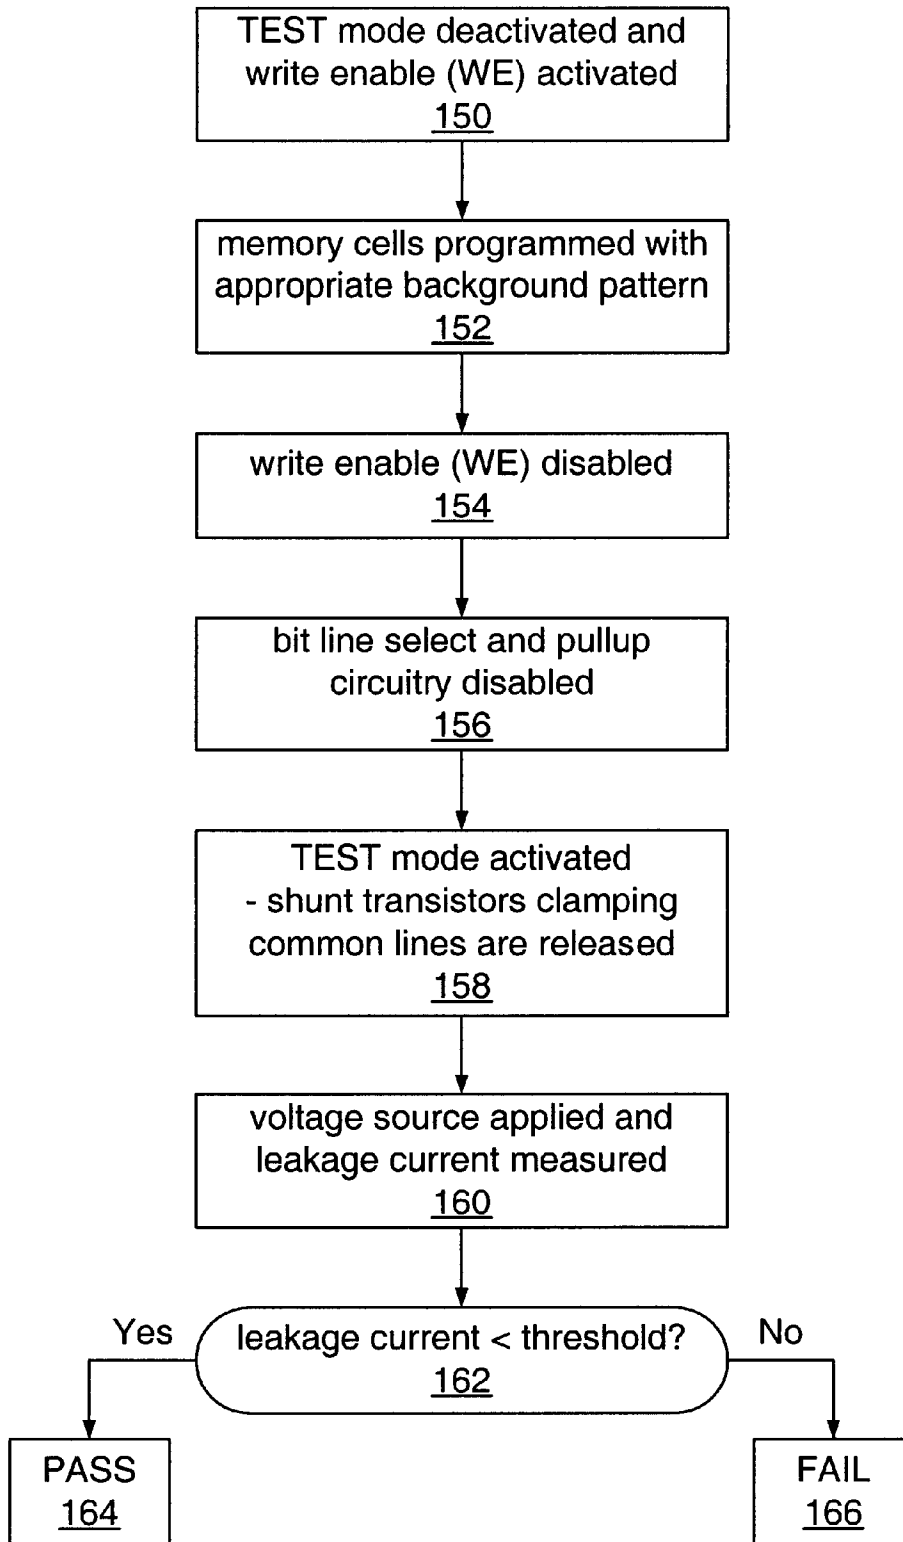 TEST mode deactivated and
write enable (WE) activated
150
memory cells programmed with
appropriate background pattern
152
write enable (WE) disabled
154
bit line select and pullup
circuitry disabled
156
TEST mode activated
- shunt transistors clamping
common lines are released
158
voltage source applied and
leakage current measured
160
Yes
leakage current < threshold?
No
162
PASS
164
FAIL
166